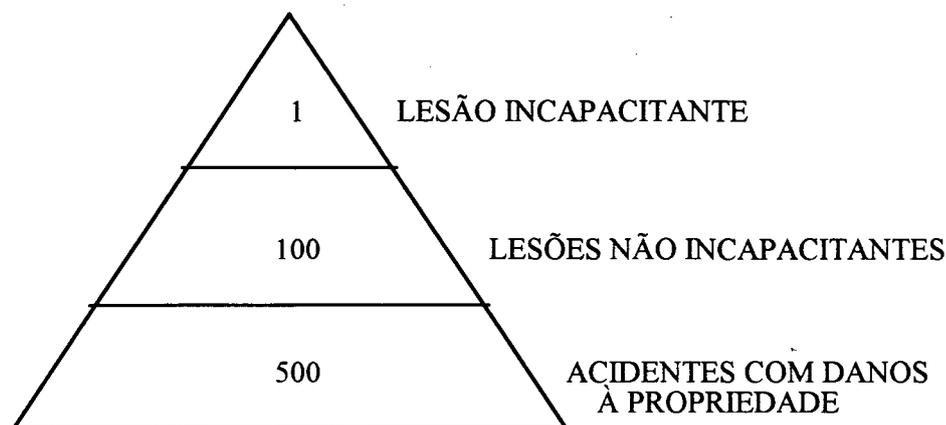 1 LESÃO INCAPACITANTE
100 LESÕES NÃO INCAPACITANTES
500 ACIDENTES COM DANOS
À PROPRIEDADE